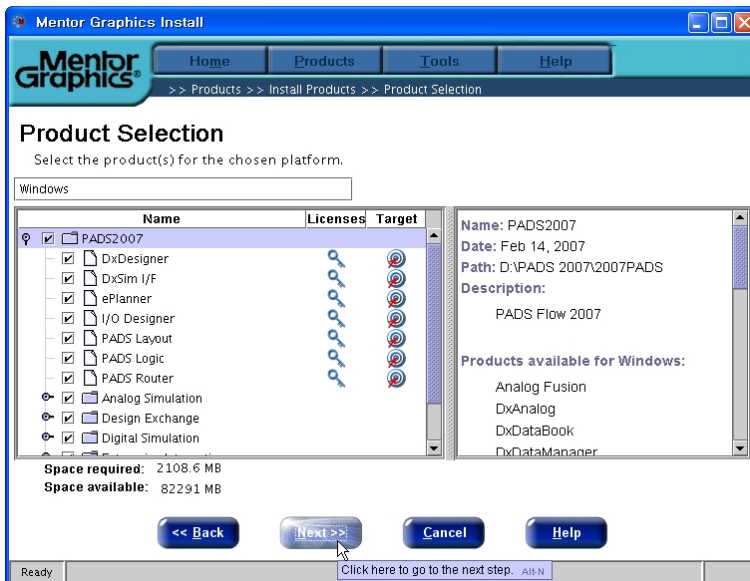 Mentor Graphics Install
Mentor
Graphics®
Home Products Tools Help
>> Products >> Install Products >> Product Selection
Product Selection
Select the product(s) for the chosen platform.
Windows
Name Licenses Target
PADS2007
DxDesigner
DxSim I/F
ePlanner
I/O Designer
PADS Layout
PADS Logic
PADS Router
Analog Simulation
Design Exchange
Digital Simulation
Name: PADS2007
Date: Feb 14, 2007
Path: D:\PADS 2007\2007PADS
Description:
PADS Flow 2007
Products available for Windows:
Analog Fusion
DxAnalog
DxDataBook
DxDataManager
Space required: 2108.6 MB
Space available: 82291 MB
<< Back Next >> Cancel Help
Click here to go to the next step. Alt-N
Ready